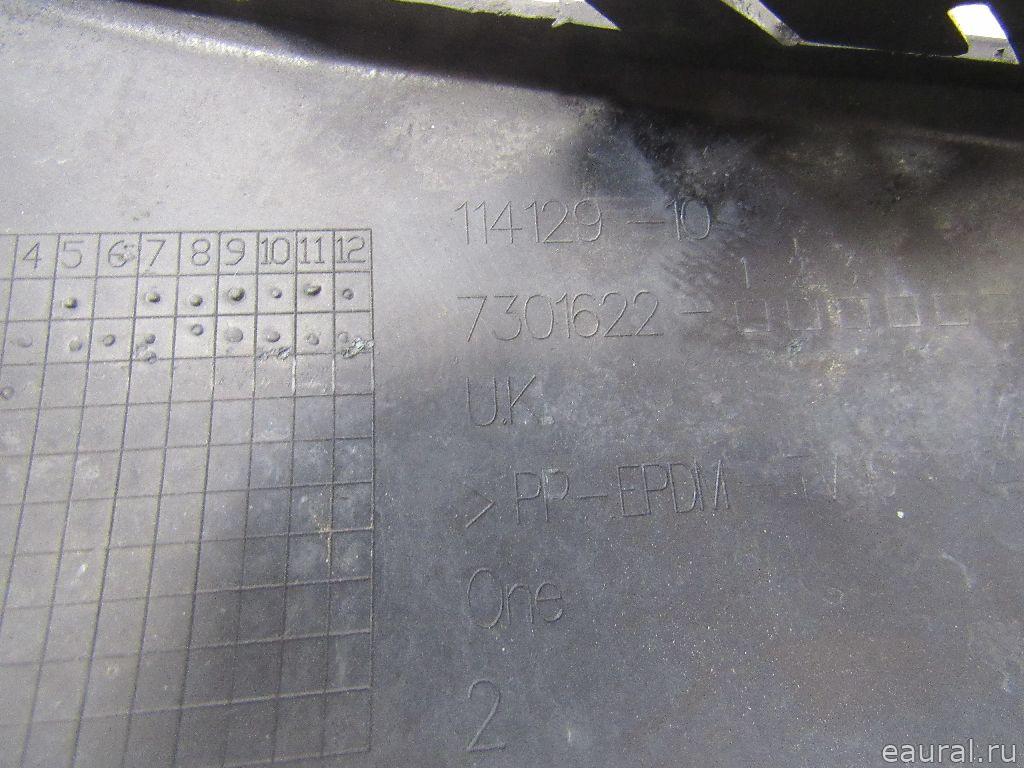 4 5 6 7 8 9 10 11 12
114129-10
7301622-
U.K.
>PP-EPDM-
One
2
eaural.ru